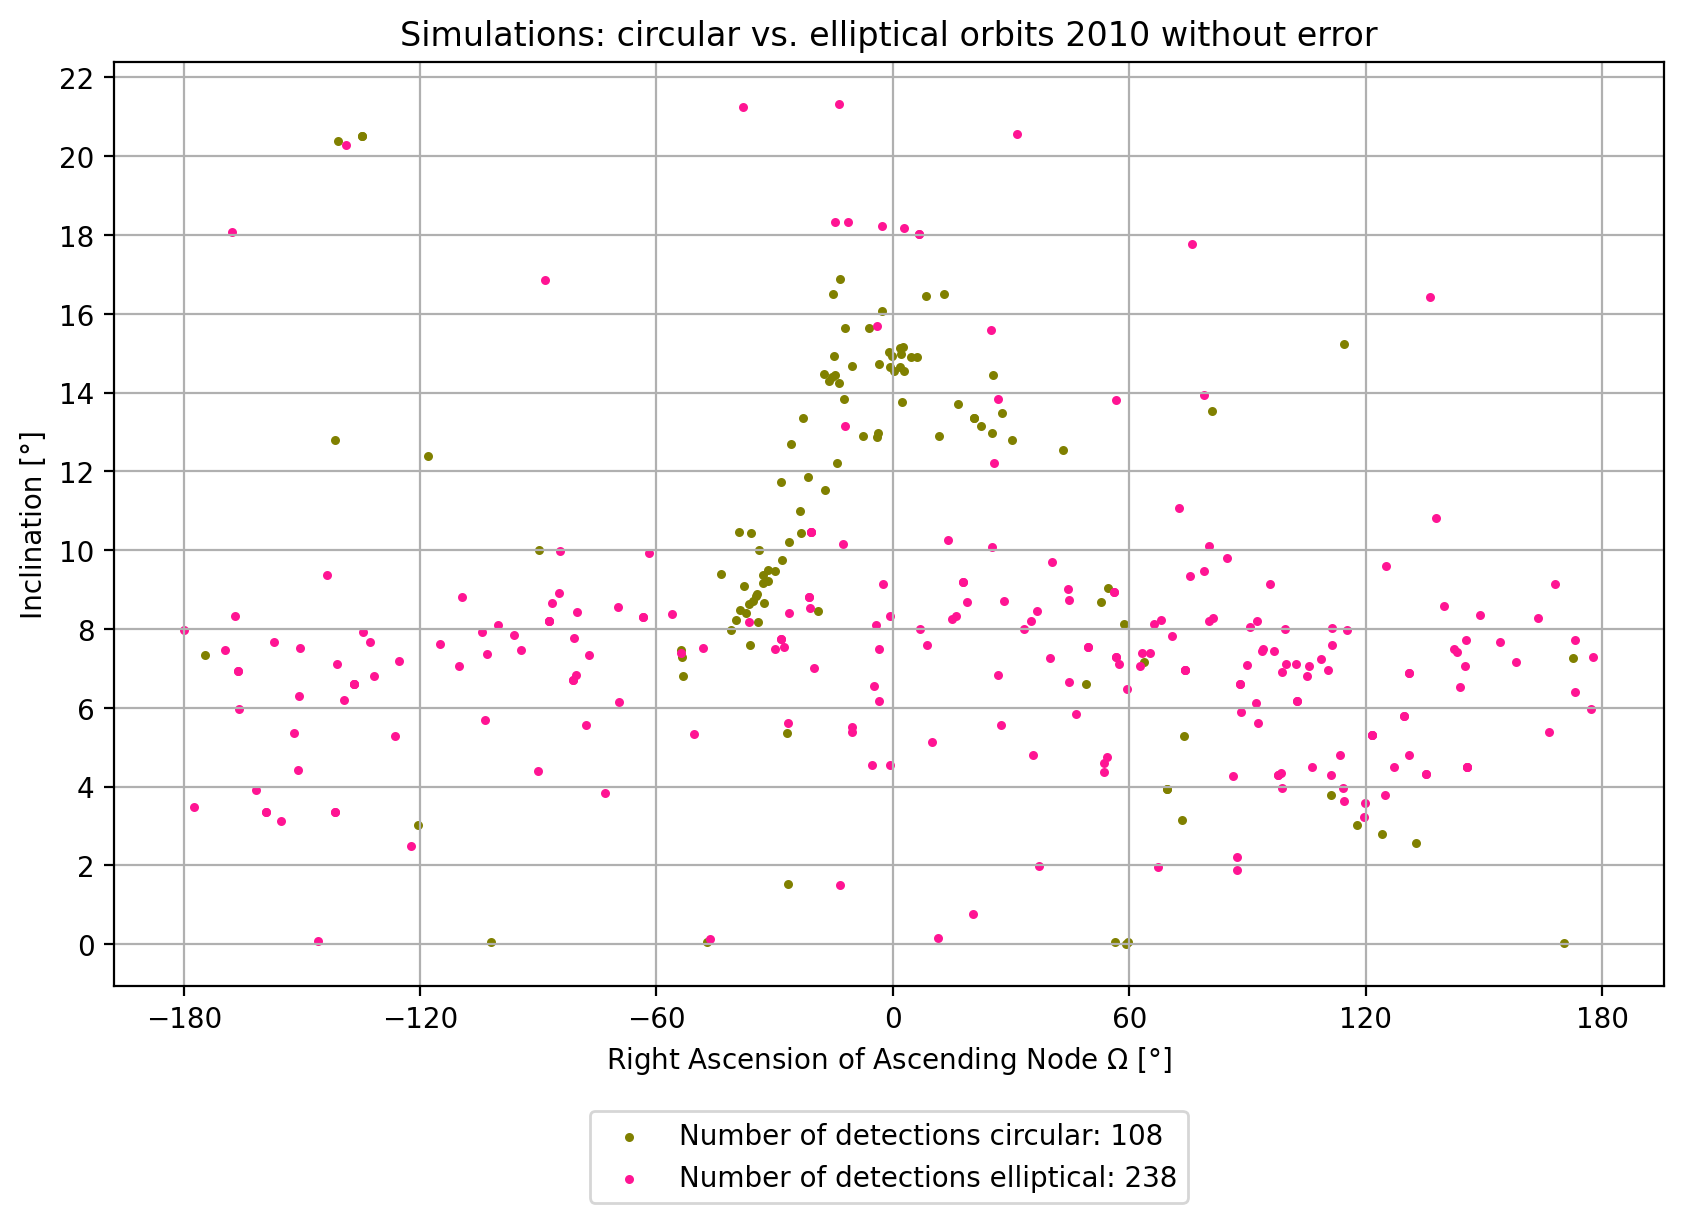 Simulations: circular vs. elliptical orbits 2010 without error
22
20
18
16
14
12
10
8
6
4
2
0
Inclination [°]
−180 −120 −60 0 60 120 180
Right Ascension of Ascending Node Ω [°]
Number of detections circular: 108
Number of detections elliptical: 238